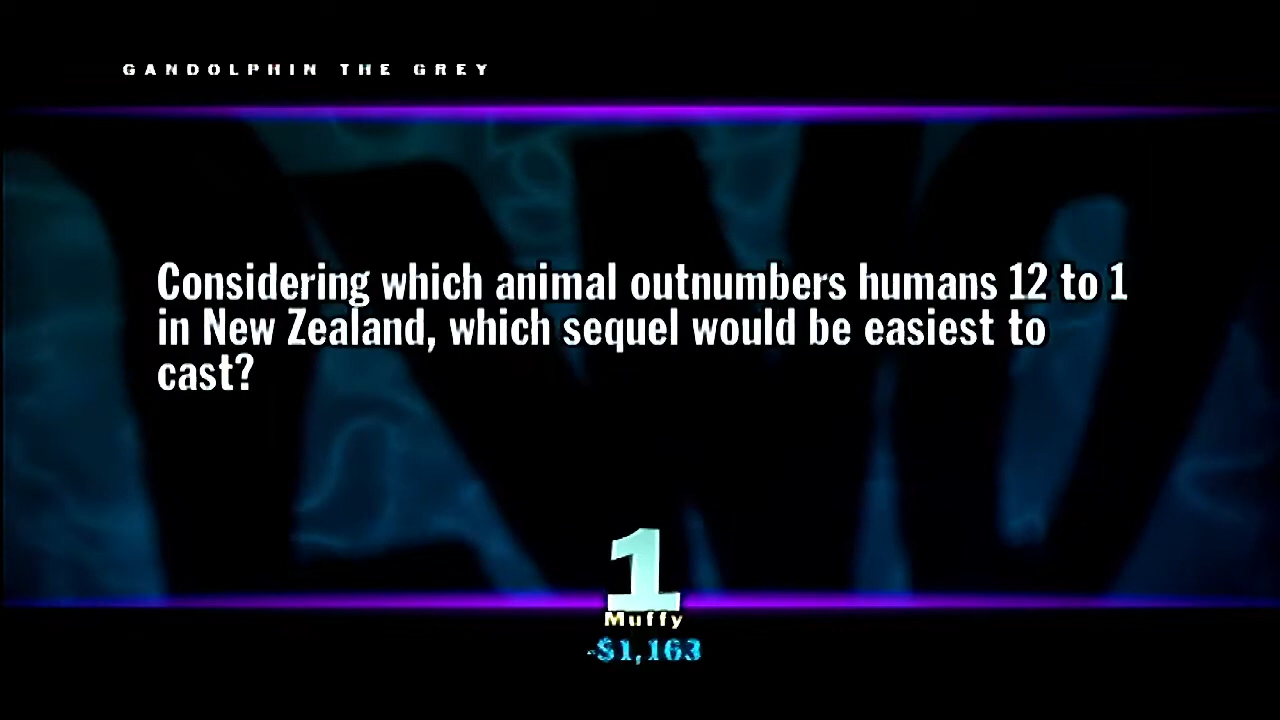 GANDOLPHIN THE GREY
Considering which animal outnumbers humans 12 to 1
in New Zealand, which sequel would be easiest to
cast?
1
Muffy
-$1,163